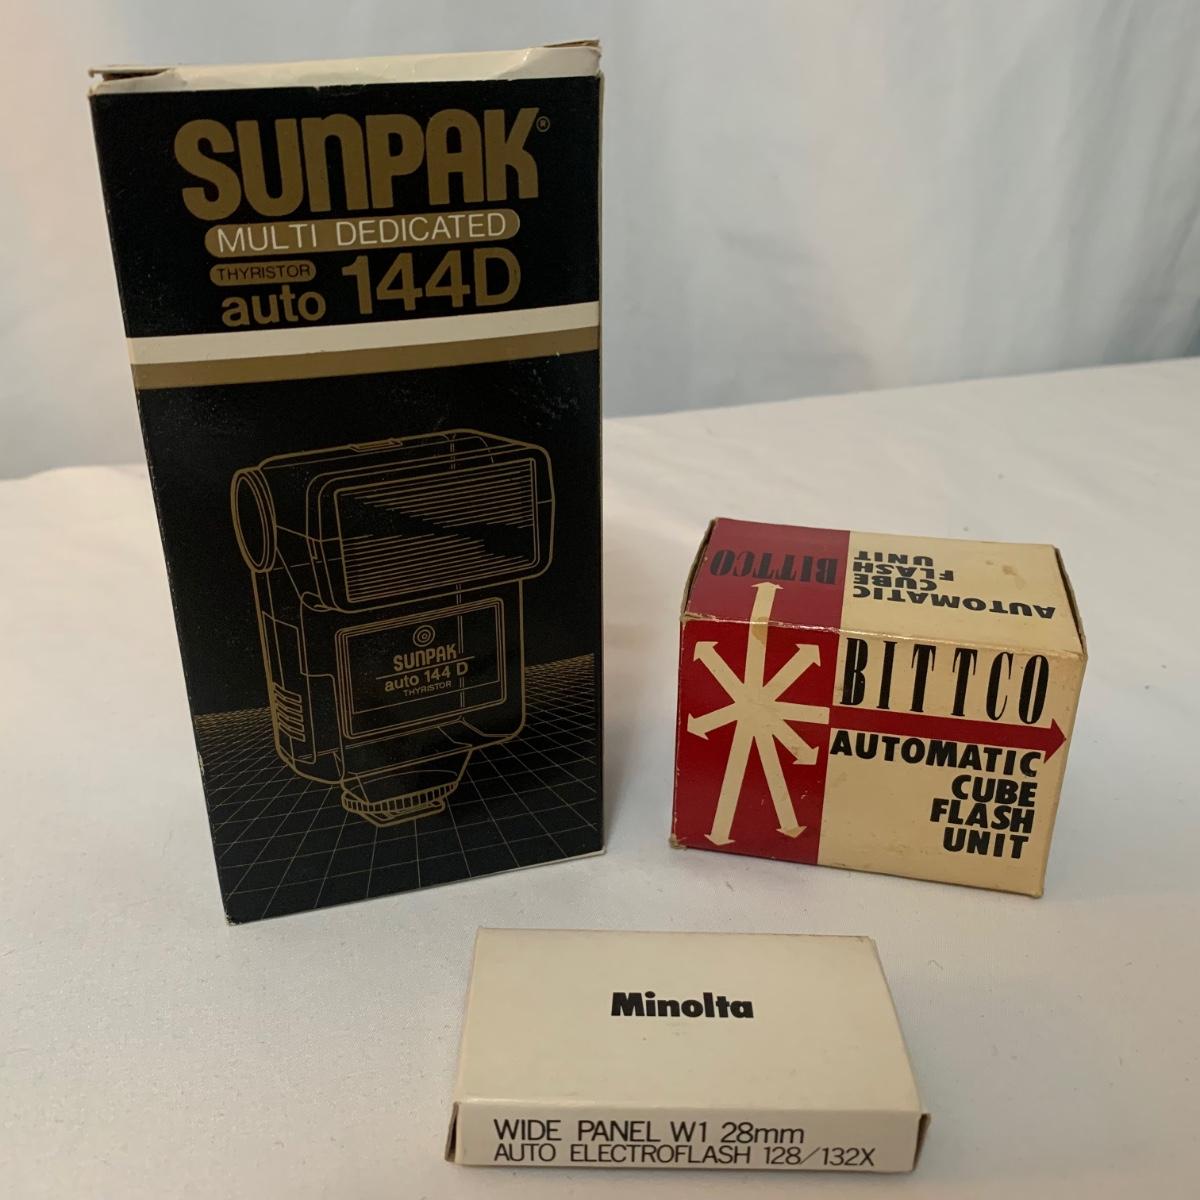 SUNPAK®
MULTI DEDICATED
THYRISTOR
auto 144D
SUNPAK
auto 144 D
THYRISTOR
BITTCO
AUTOMATIC
CUBE
FLASH
UNIT
BITTCO
AUTOMATIC
CUBE
FLASH
UNIT
Minolta
WIDE PANEL W1 28mm
AUTO ELECTROFLASH 128/132X